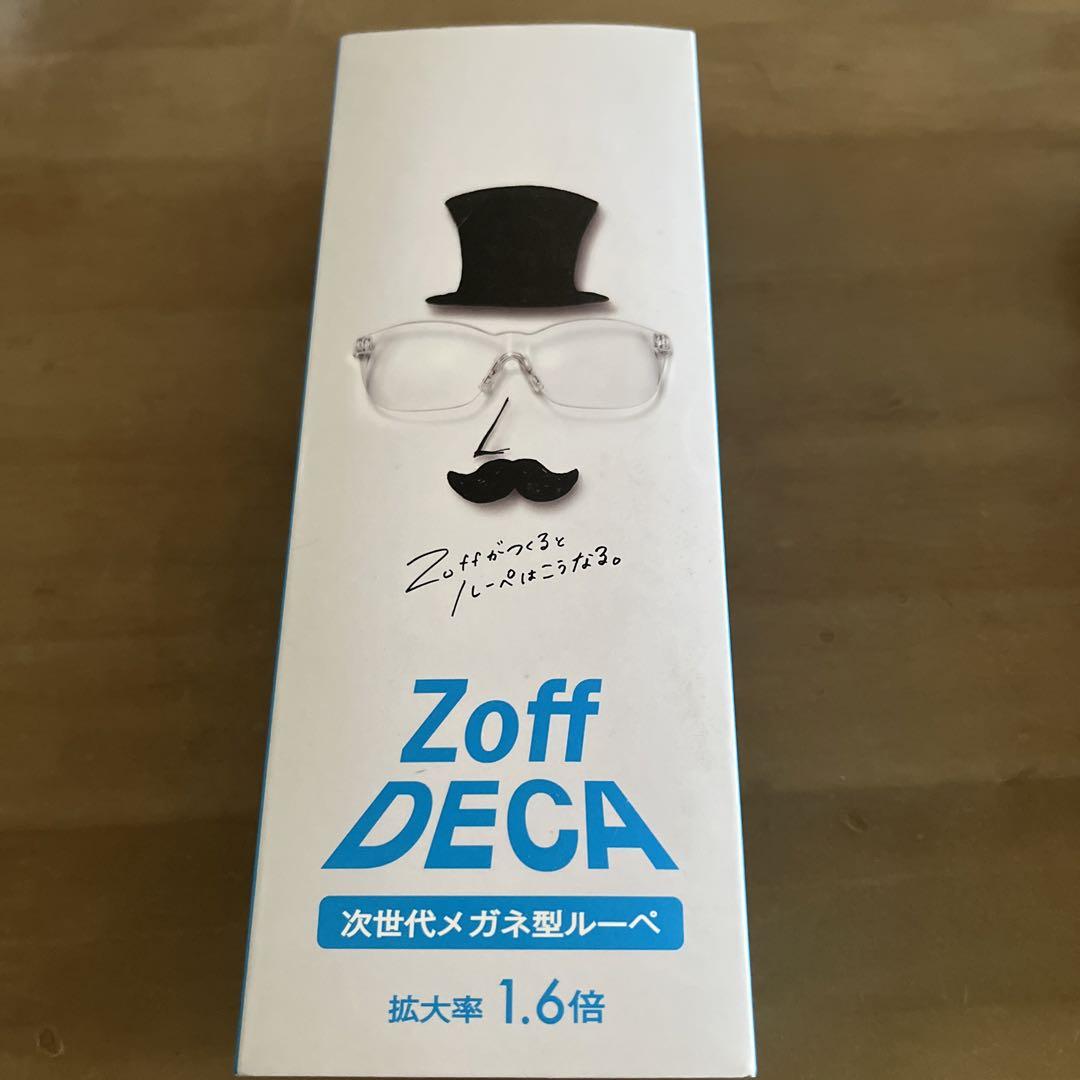 Zoffがつくると
ルーペはこうなる。
Zoff
DECA
次世代メガネ型ルーペ
拡大率 1.6倍